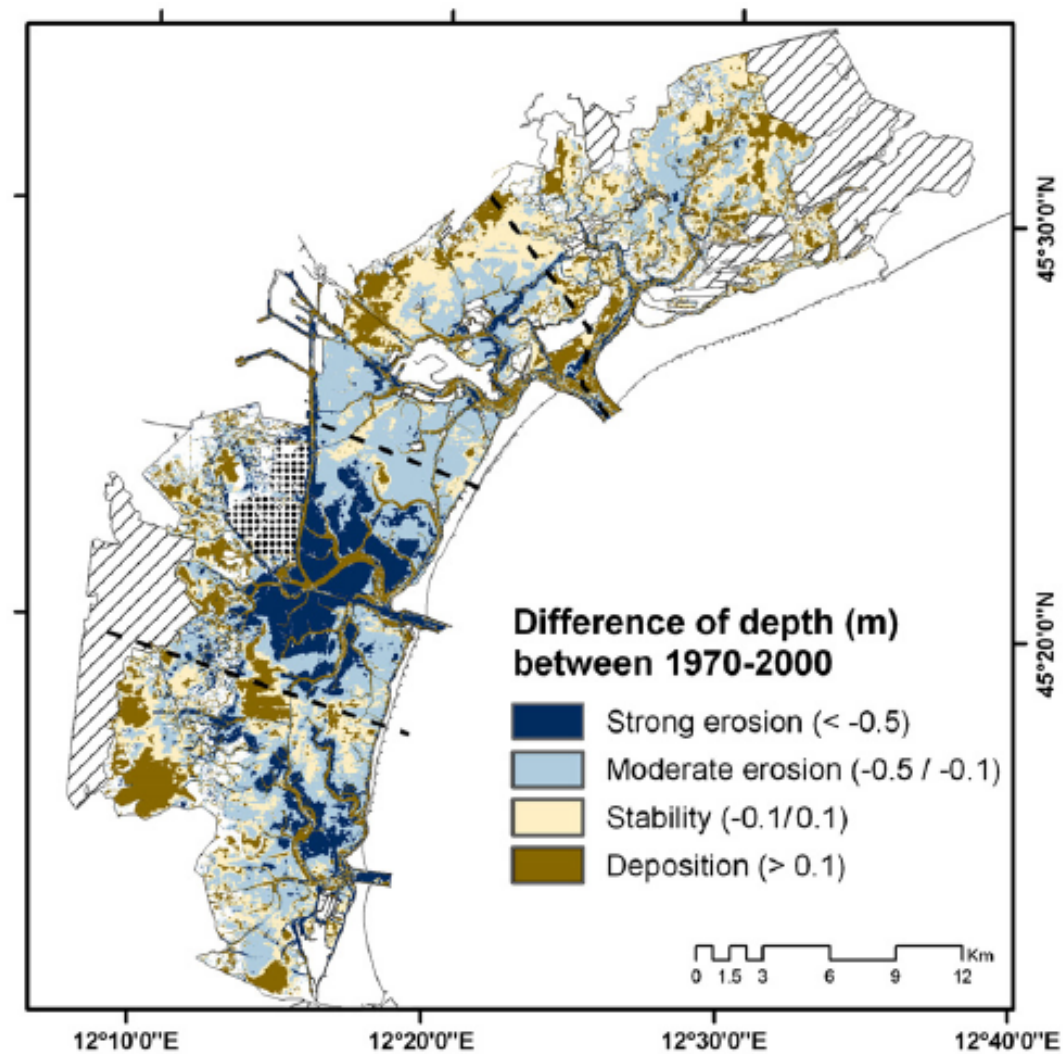 45°30'0"N
45°20'0"N
Difference of depth (m)
between 1970-2000
Strong erosion (< -0.5)
Moderate erosion (-0.5 / -0.1)
Stability (-0.1/0.1)
Deposition (> 0.1)
Km
0 1.5 3 6 9 12
12°10'0"E 12°20'0"E 12°30'0"E 12°40'0"E